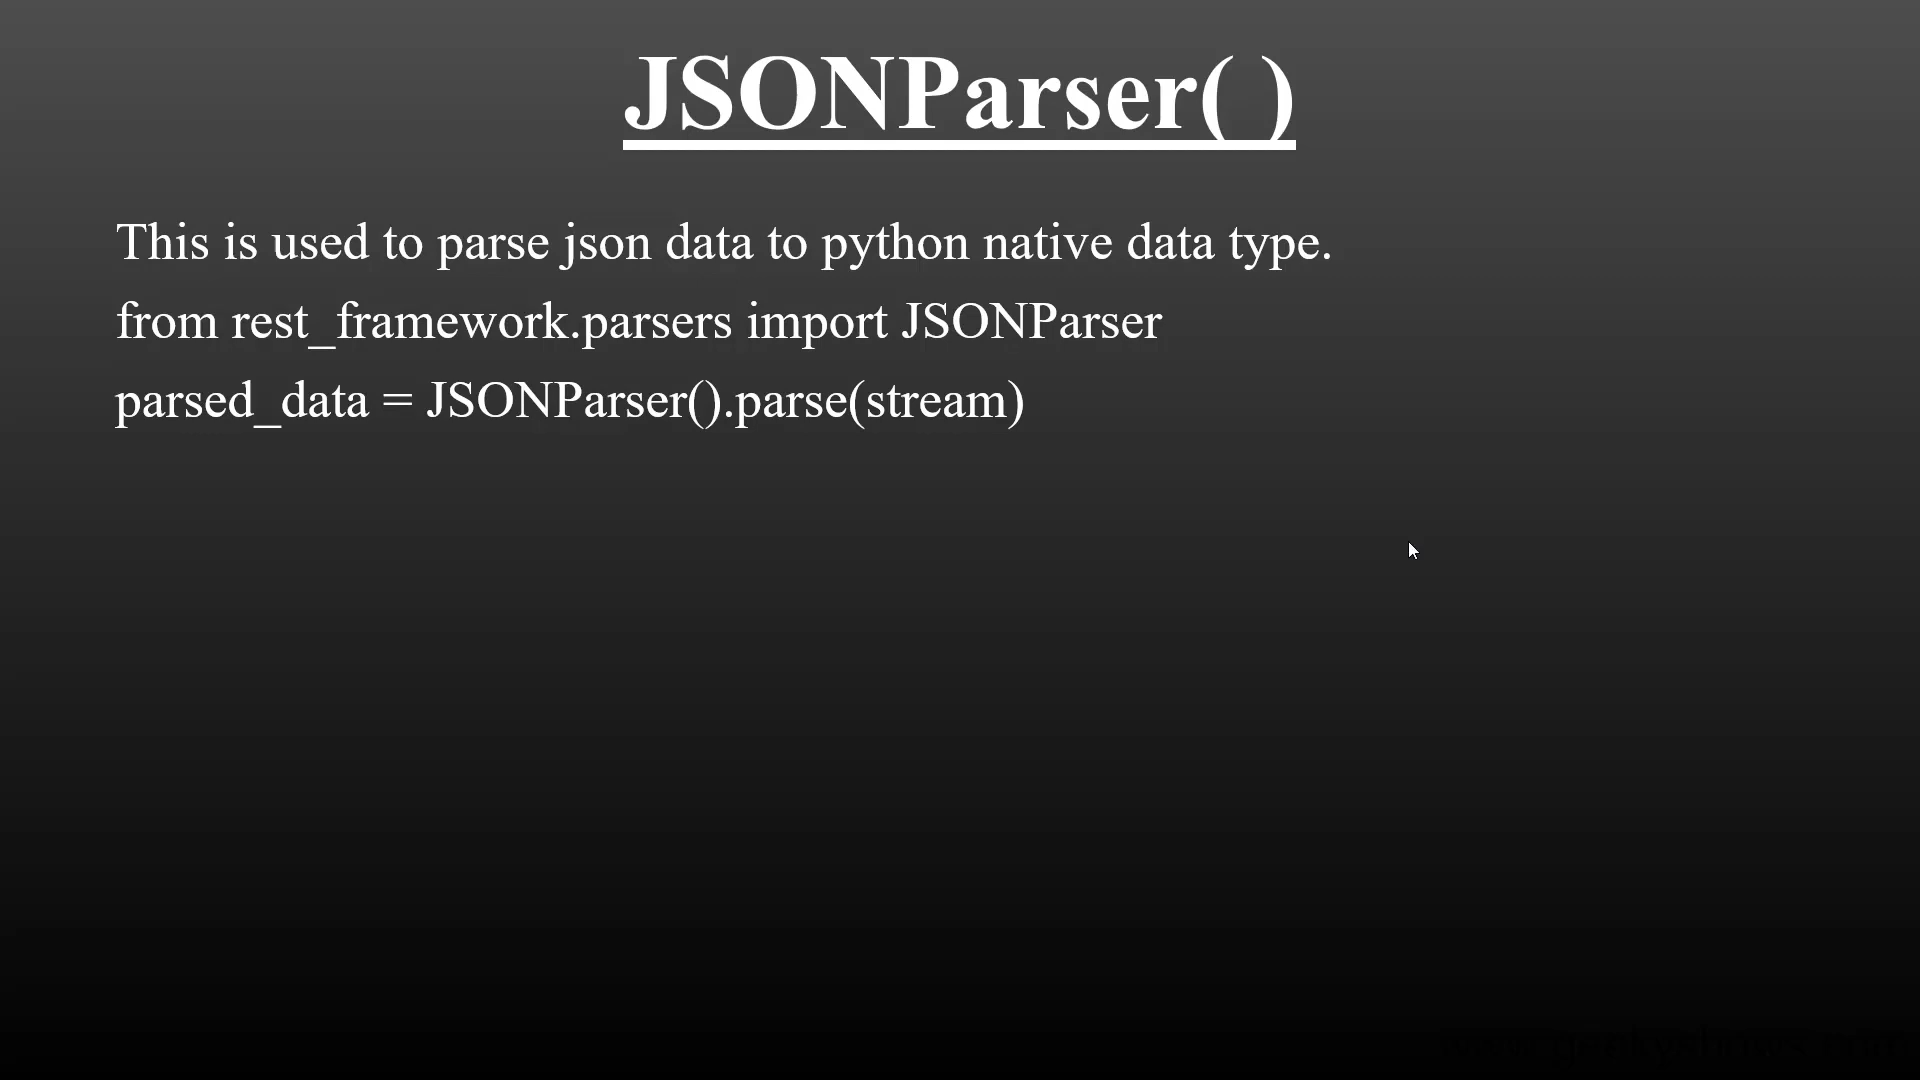 JSONParser( )
This is used to parse json data to python native data type.
from rest_framework.parsers import JSONParser
parsed_data = JSONParser().parse(stream)